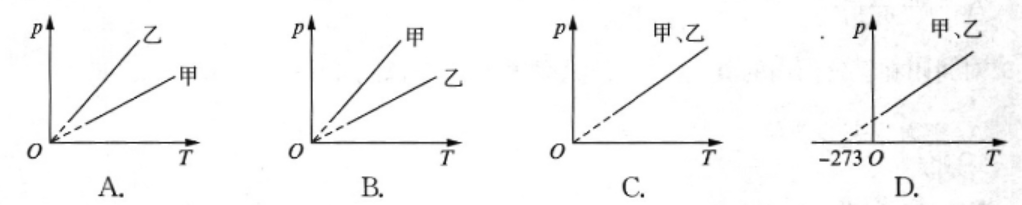 p 乙 甲 O T
p 甲 乙 O T
p 甲、乙 O T
p 甲、乙 -273 O T
A. B. C. D.